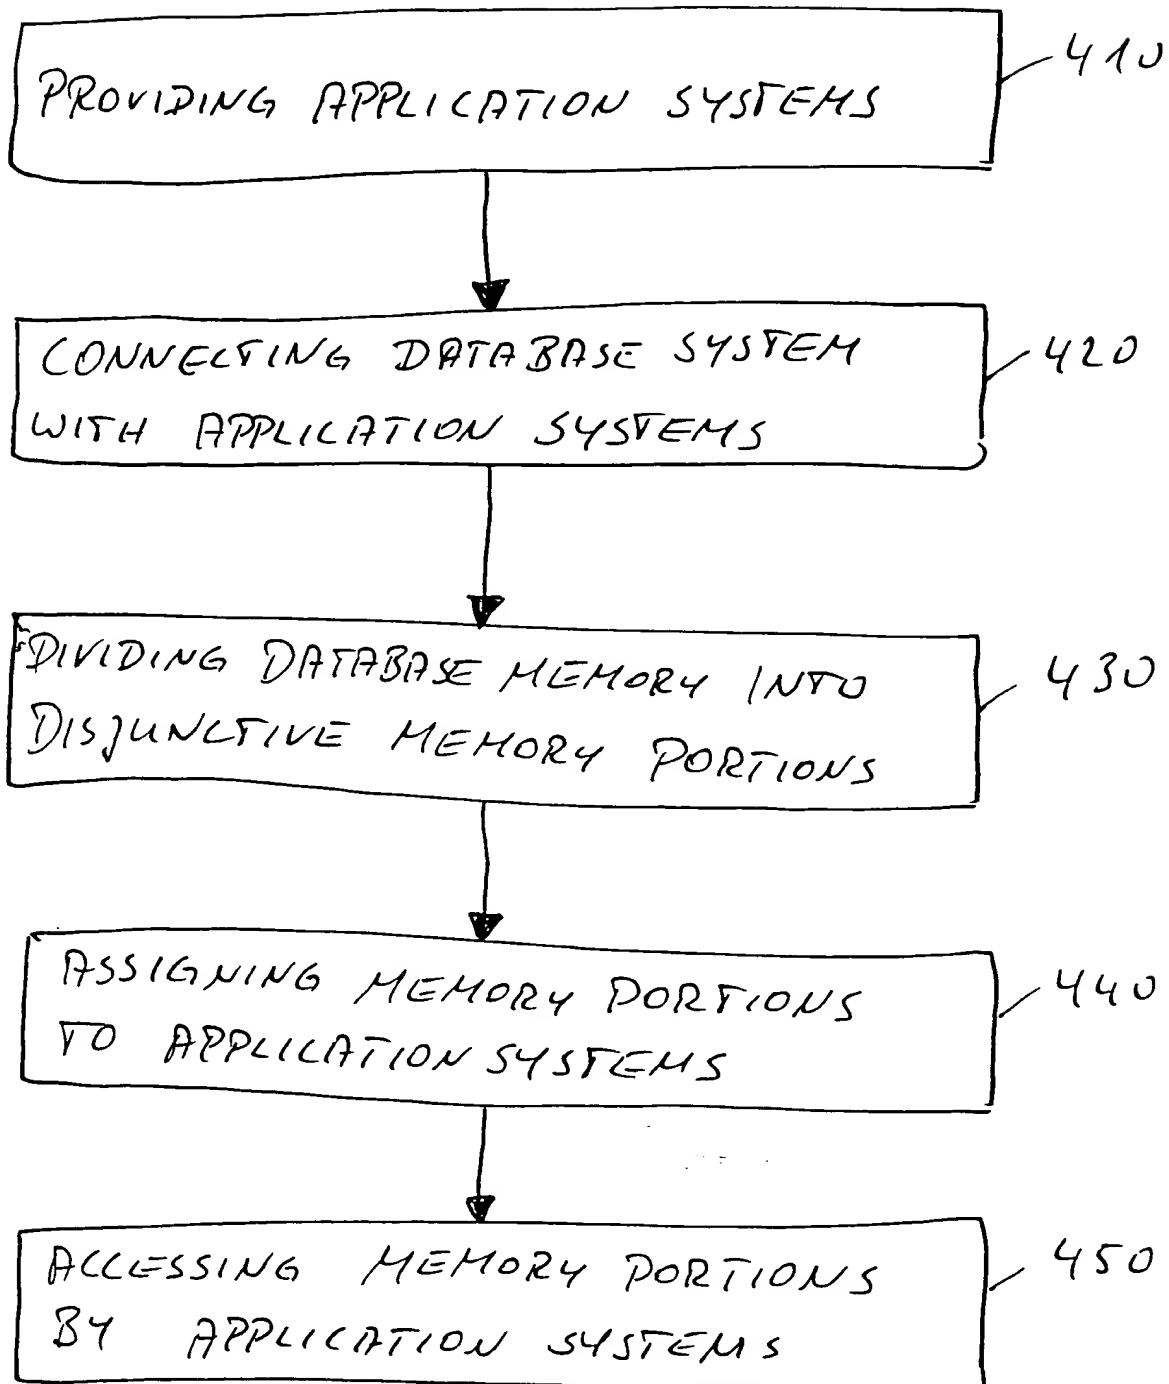 PROVIDING APPLICATION SYSTEMS
410
CONNECTING DATABASE SYSTEM
WITH APPLICATION SYSTEMS
420
DIVIDING DATABASE MEMORY INTO
DISJUNCTIVE MEMORY PORTIONS
430
ASSIGNING MEMORY PORTIONS
TO APPLICATION SYSTEMS
440
ACCESSING MEMORY PORTIONS
BY APPLICATION SYSTEMS
450